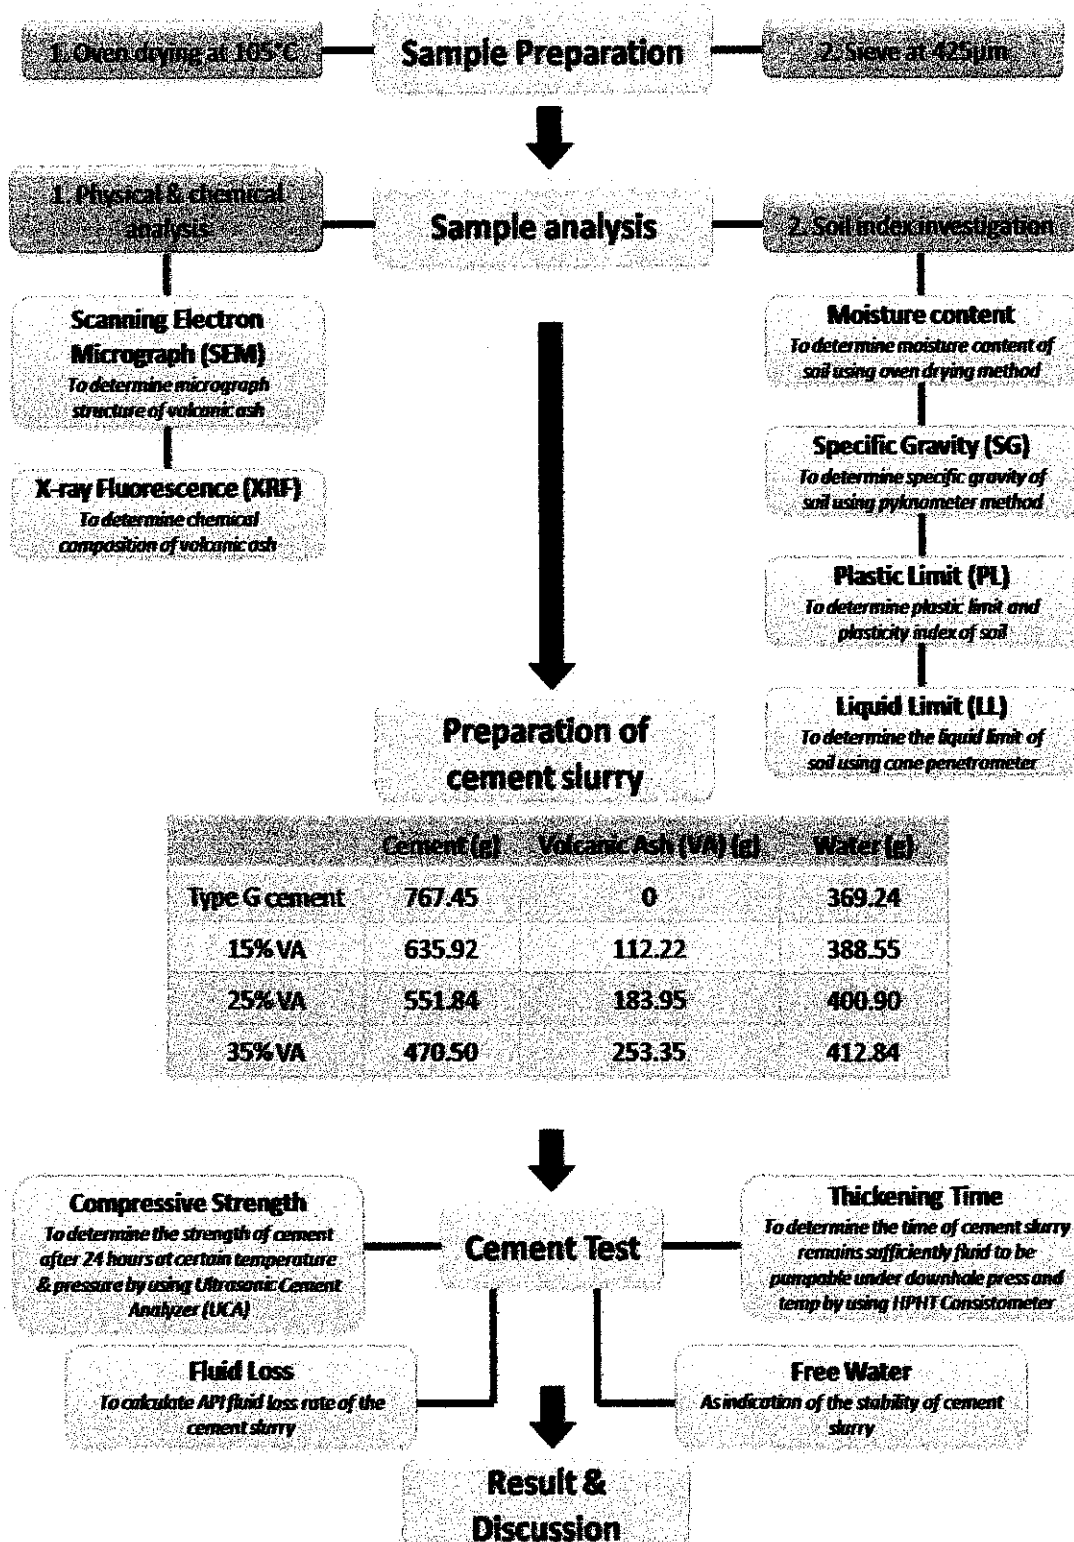 1. Oven drying at 105°C
Sample Preparation
2. Sieve at 425µm
1. Physical & chemical
analysis
Sample analysis
2. Soil index investigation
Scanning Electron
Micrograph (SEM)
To determine micrograph
structure of volcanic ash
X-ray Fluorescence (XRF)
To determine chemical
composition of volcanic ash
Moisture content
To determine moisture content of
soil using oven drying method
Specific Gravity (SG)
To determine specific gravity of
soil using pyknometer method
Plastic Limit (PL)
To determine plastic limit and
plasticity index of soil
Liquid Limit (LL)
To determine the liquid limit of
soil using cone penetrometer
Preparation of
cement slurry
Cement (g) Volcanic Ash (VA) (g) Water (g)
Type G cement 767.45 0 369.24
15% VA 635.92 112.22 388.55
25% VA 551.84 183.95 400.90
35% VA 470.50 253.35 412.84
Compressive Strength
To determine the strength of cement
after 24 hours at certain temperature
& pressure by using Ultrasonic Cement
Analyzer (UCA)
Cement Test
Thickening Time
To determine the time of cement slurry
remains sufficiently fluid to be
pumpable under downhole press and
temp by using HPHT Consistometer
Fluid Loss
To calculate API fluid loss rate of the
cement slurry
Free Water
As indication of the stability of cement
slurry
Result &
Discussion